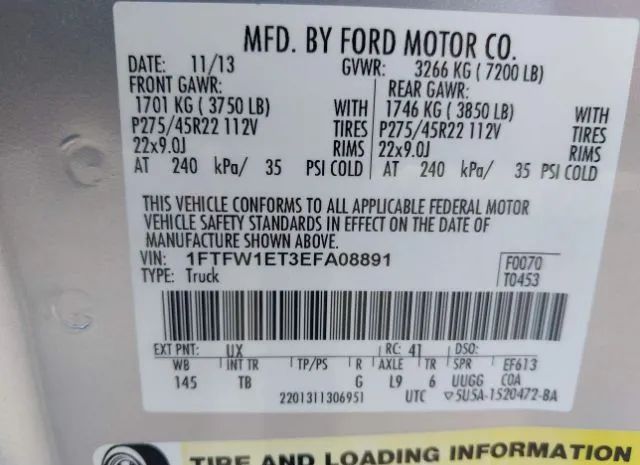 MFD. BY FORD MOTOR CO.
DATE: 11/13 GVWR: 3266 KG ( 7200 LB)
FRONT GAWR: REAR GAWR:
1701 KG ( 3750 LB) WITH 1746 KG ( 3850 LB) WITH
P275/45R22 112V TIRES P275/45R22 112V TIRES
22x9.0J RIMS 22x9.0J RIMS
AT 240 kPa/ 35 PSI COLD AT 240 kPa/ 35 PSI COLD
THIS VEHICLE CONFORMS TO ALL APPLICABLE FEDERAL MOTOR
VEHICLE SAFETY STANDARDS IN EFFECT ON THE DATE OF
MANUFACTURE SHOWN ABOVE.
VIN: 1FTFW1ET3EFA08891 F0070
TYPE: Truck T0453
EXT PNT: UX RC: 41 DSO:
WB INT TR TP/PS R AXLE TR SPR EF613
145 TB G L9 6 UUGG COA
2201311306951 UTC ▽5U5A-1520472-BA
TIRE AND LOADING INFORMATION